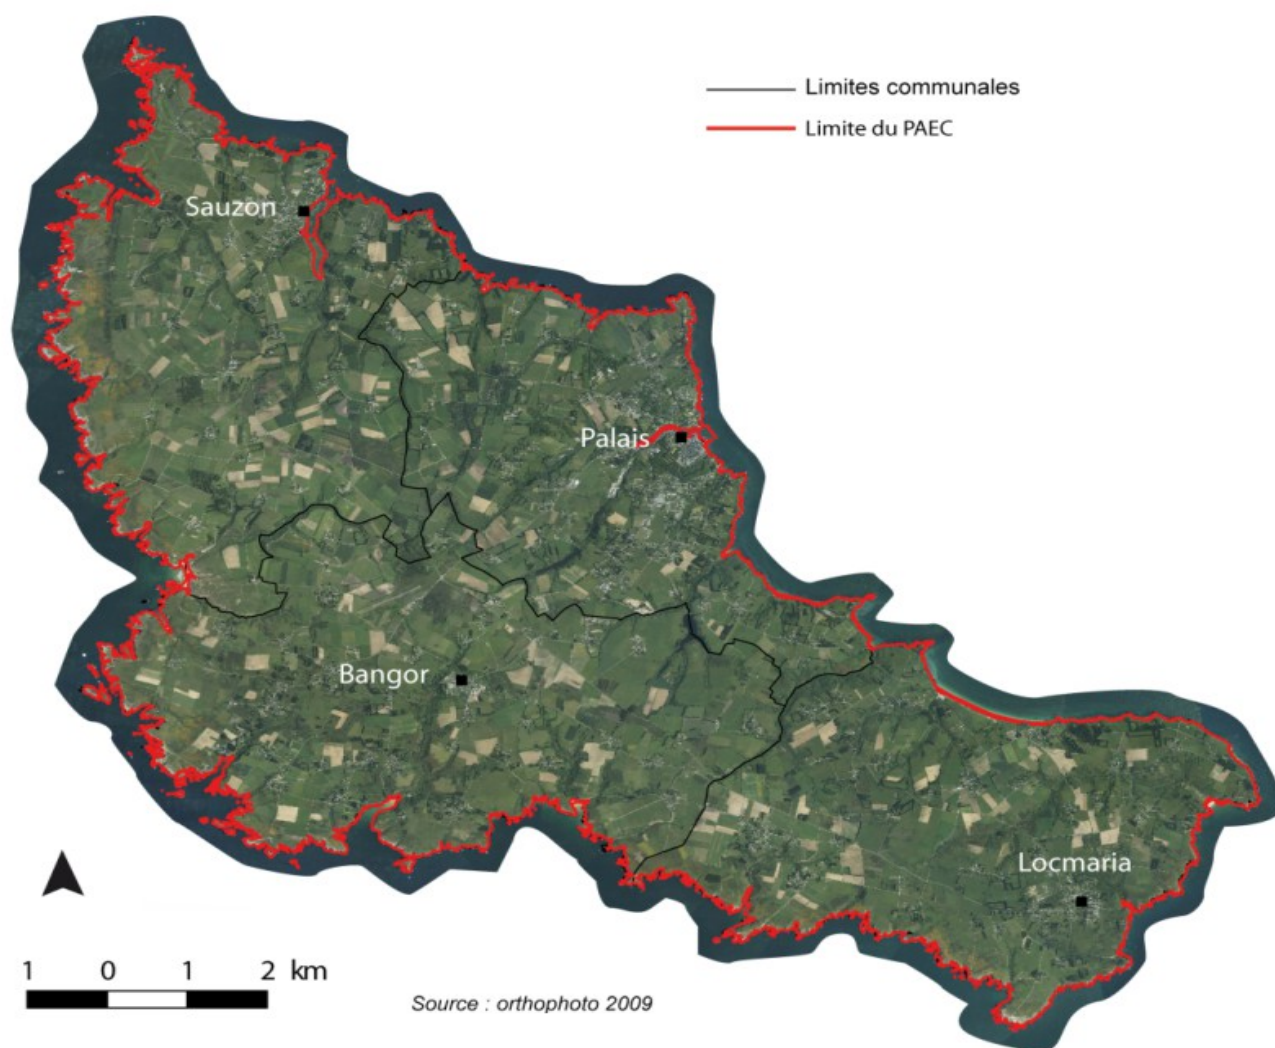 Limites communales
Limite du PAEC
Sauzon
Palais
Bangor
Locmaria
1 0 1 2 km
Source : orthophoto 2009